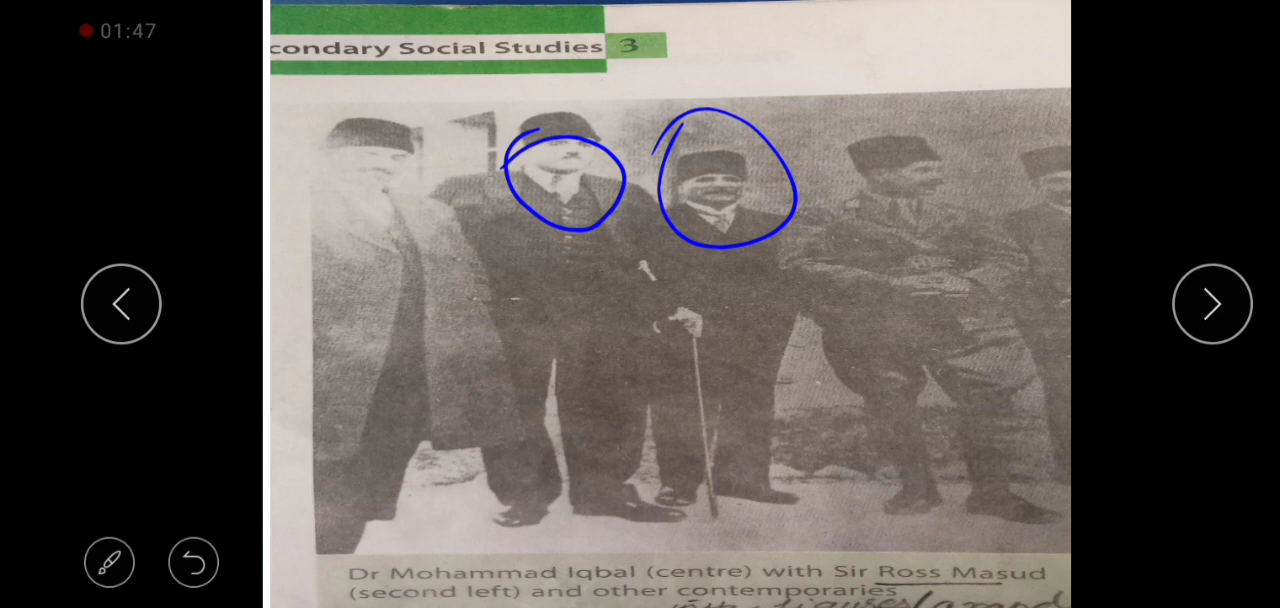 01:47
condary Social Studies 3
Dr Mohammad Iqbal (centre) with Sir Ross Masud
(second left) and other contemporaries